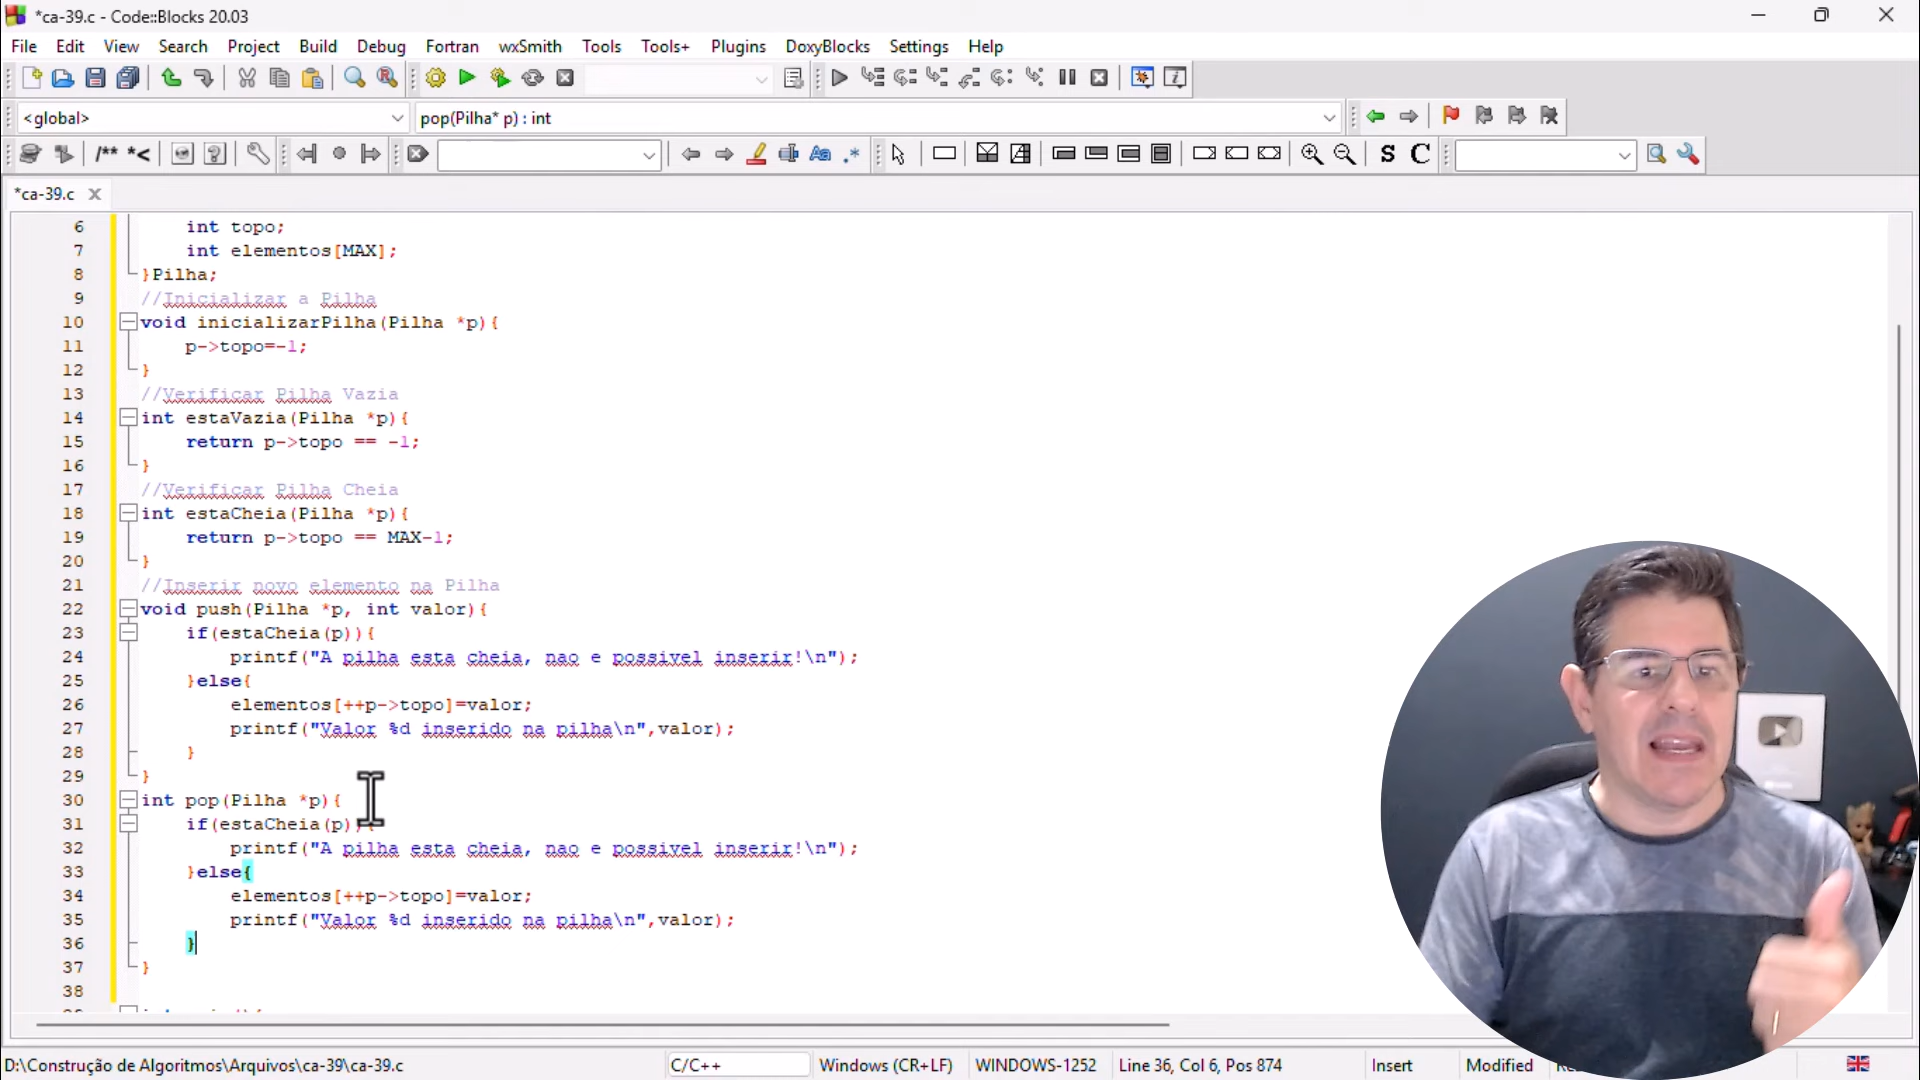 *ca-39.c - Code::Blocks 20.03
File Edit View Search Project Build Debug Fortran wxSmith Tools Tools+ Plugins DoxyBlocks Settings Help
<global> pop(Pilha* p) : int
/** *< Aa .* S C
*ca-39.c
6 int topo;
7 int elementos[MAX];
8 }Pilha;
9 //Inicializar a Pilha
10 void inicializarPilha(Pilha *p){
11 p->topo=-1;
12 }
13 //Verificar Pilha Vazia
14 int estaVazia(Pilha *p){
15 return p->topo == -1;
16 }
17 //Verificar Pilha Cheia
18 int estaCheia(Pilha *p){
19 return p->topo == MAX-1;
20 }
21 //Inserir novo elemento na Pilha
22 void push(Pilha *p, int valor){
23 if(estaCheia(p)){
24 printf("A pilha esta cheia, nao e possivel inserir!\n");
25 }else{
26 elementos[++p->topo]=valor;
27 printf("Valor %d inserido na pilha\n",valor);
28 }
29 }
30 int pop(Pilha *p){
31 if(estaCheia(p)){
32 printf("A pilha esta cheia, nao e possivel inserir!\n");
33 }else{
34 elementos[++p->topo]=valor;
35 printf("Valor %d inserido na pilha\n",valor);
36 }
37 }
38
D:\Construção de Algoritmos\Arquivos\ca-39\ca-39.c C/C++ Windows (CR+LF) WINDOWS-1252 Line 36, Col 6, Pos 874 Insert Modified